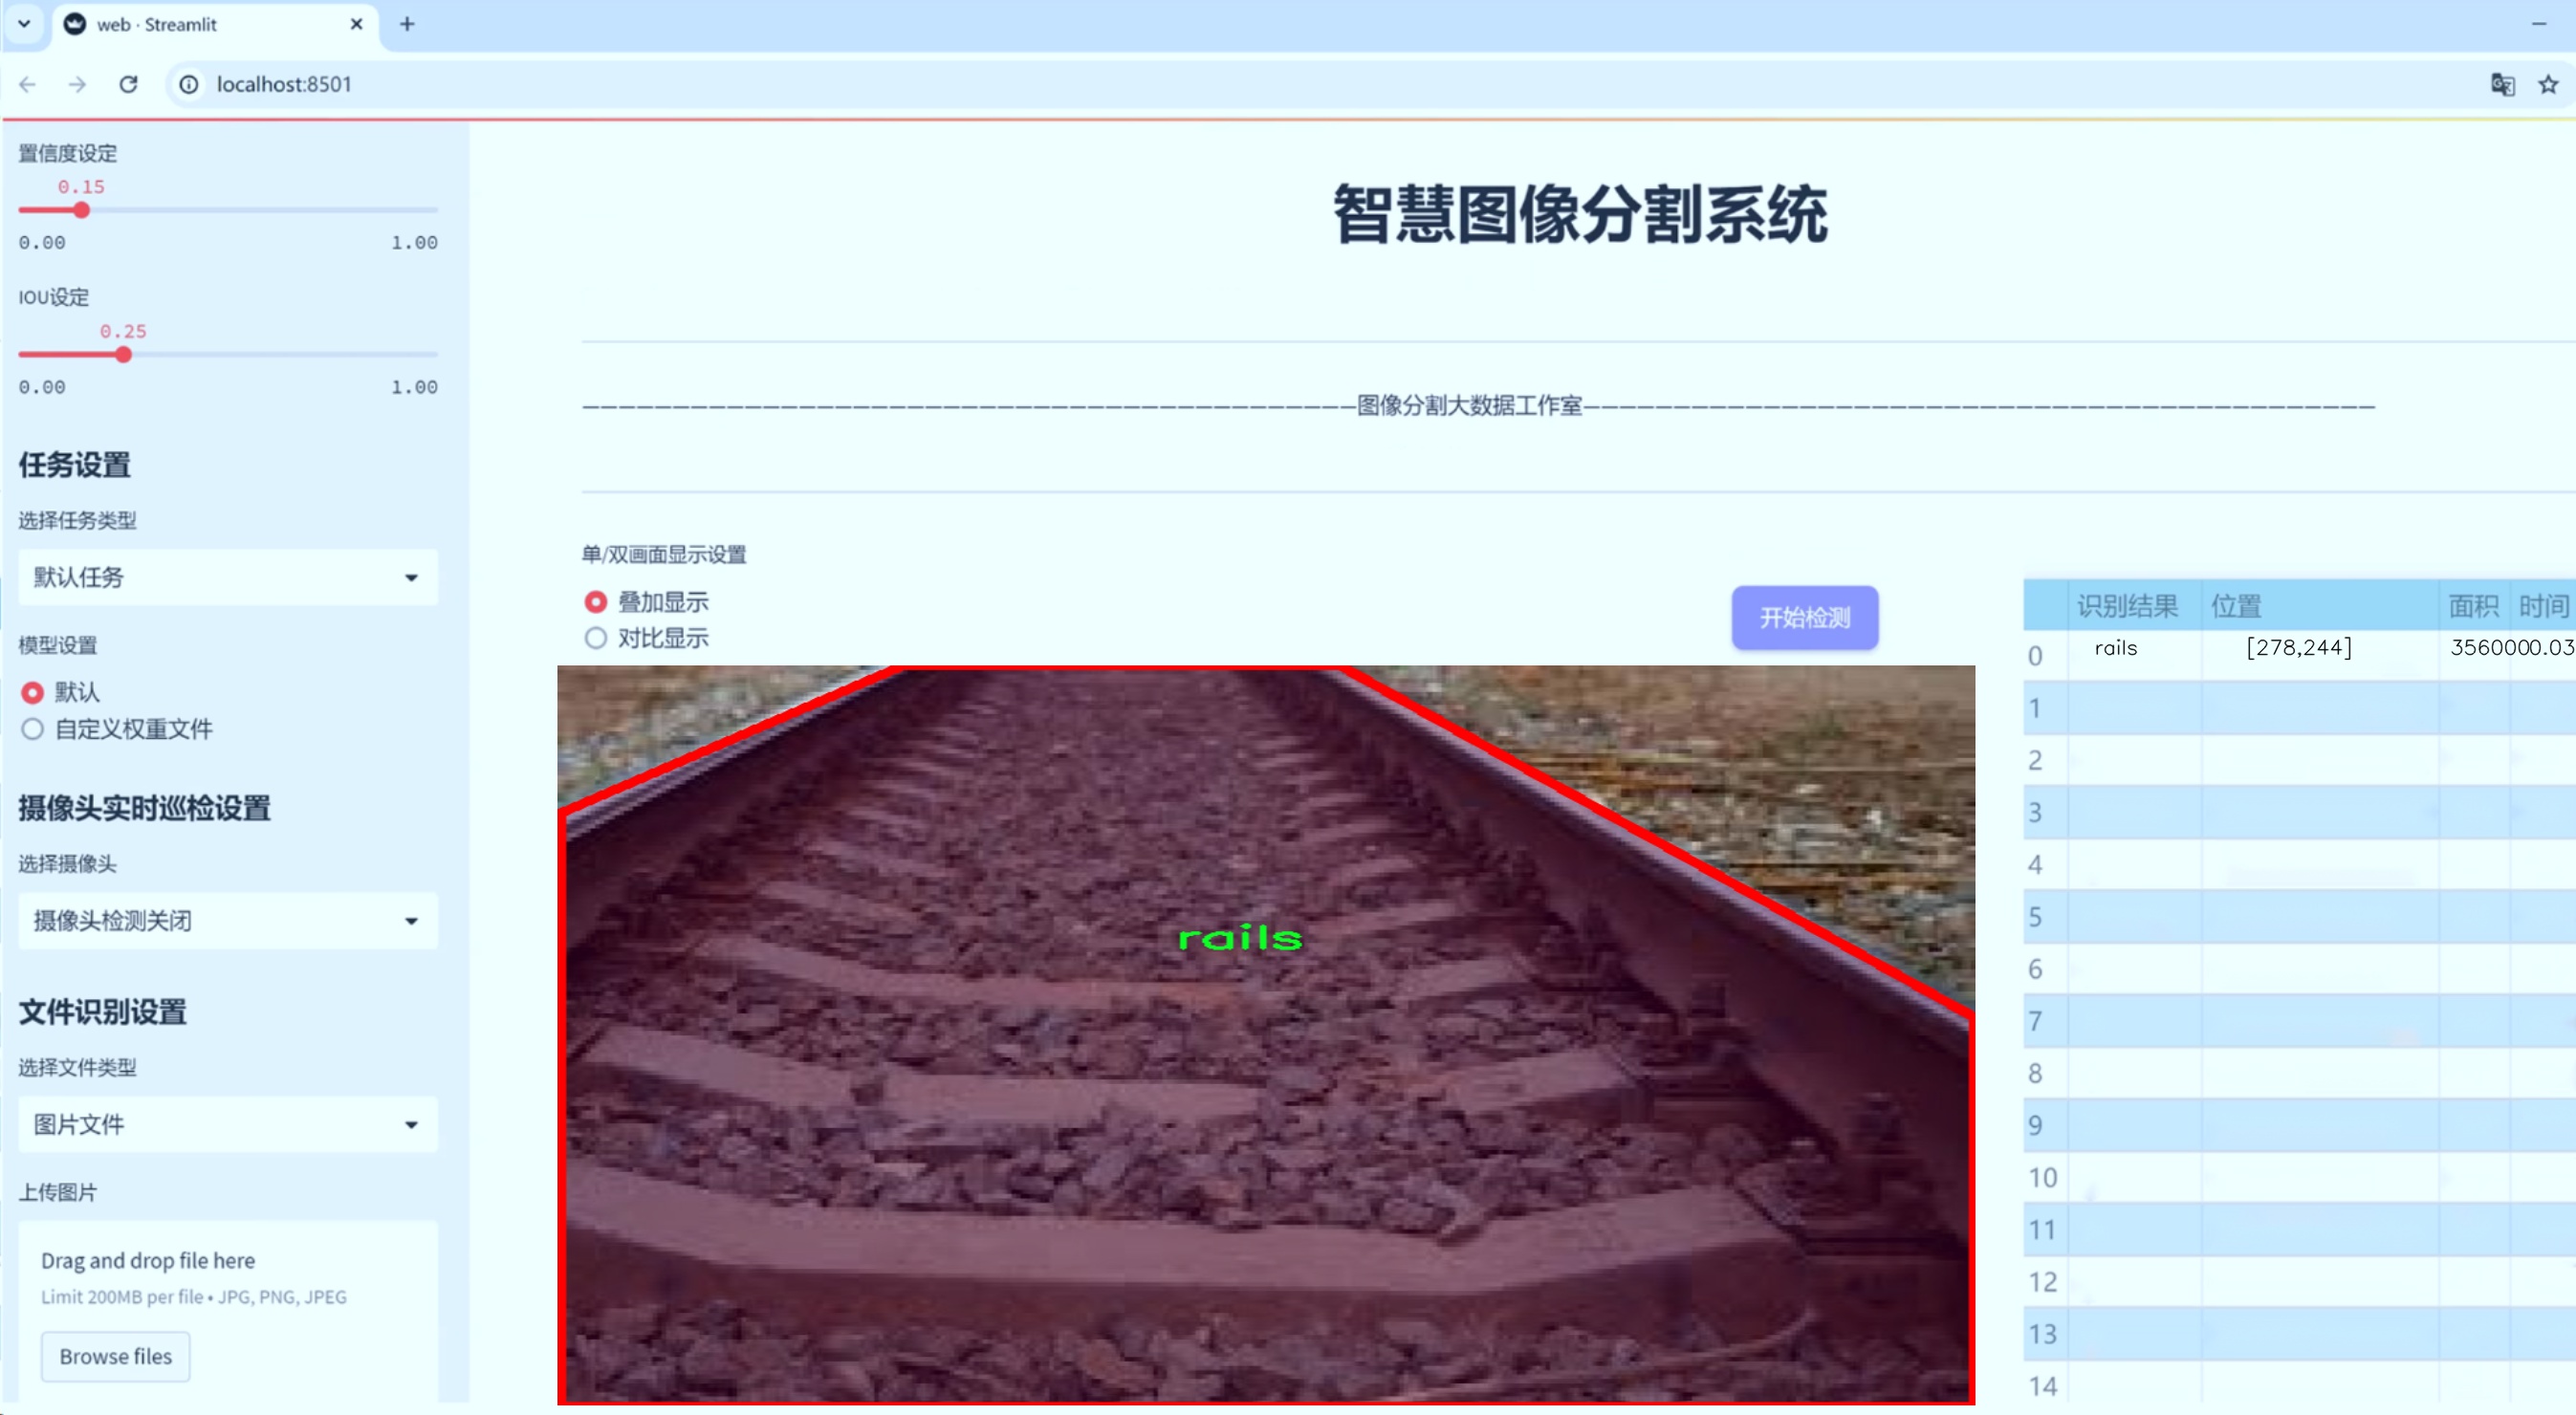 web · Streamlit
localhost:8501
置信度设定
0.15
0.00 1.00
IOU设定
0.25
0.00 1.00
任务设置
选择任务类型
默认任务
模型设置
默认
自定义权重文件
摄像头实时巡检设置
选择摄像头
摄像头检测关闭
文件识别设置
选择文件类型
图片文件
上传图片
Drag and drop file here
Limit 200MB per file • JPG, PNG, JPEG
Browse files
智慧图像分割系统
图像分割大数据工作室
单/双画面显示设置
叠加显示
对比显示
开始检测
rails
识别结果 位置 面积 时间
0 rails [278,244] 3560000.03
1
2
3
4
5
6
7
8
9
10
11
12
13
14